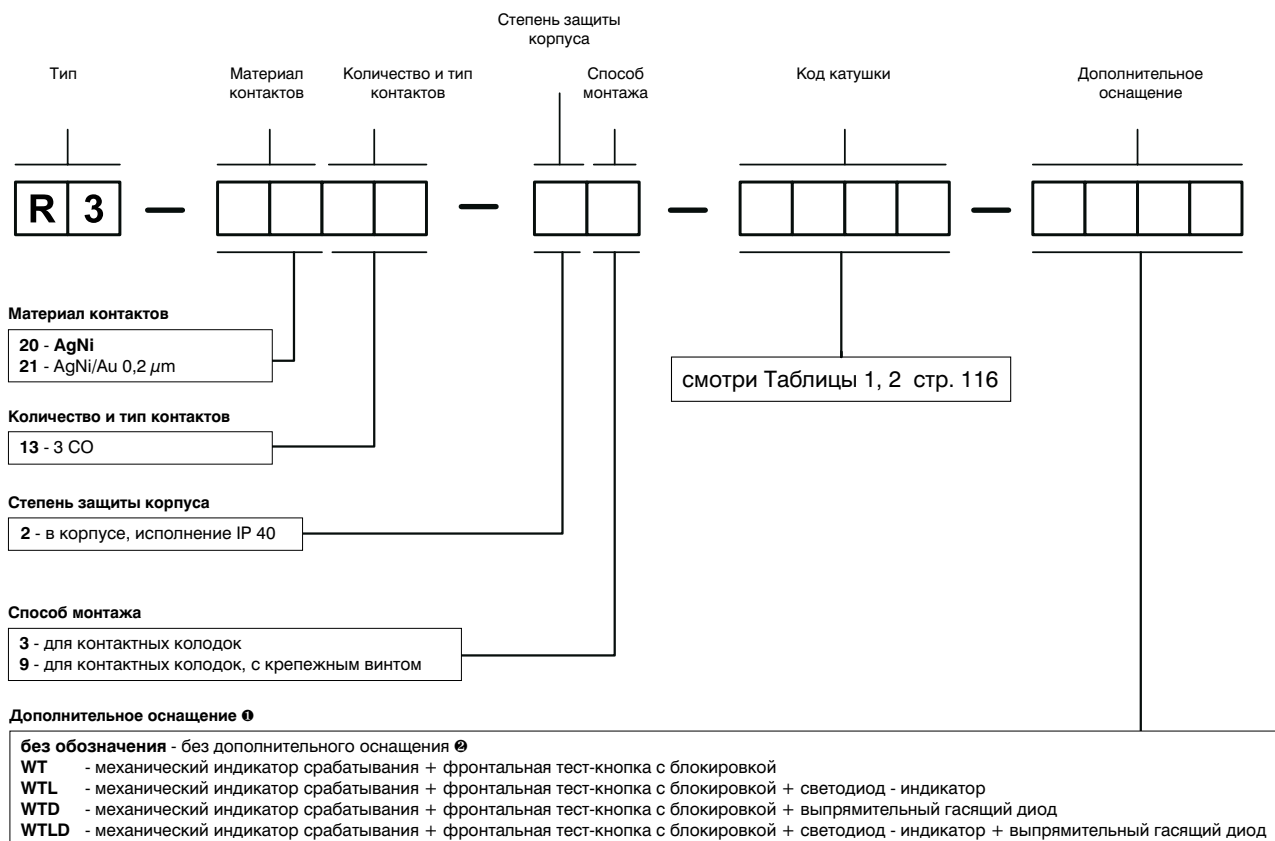 Степень защиты
корпуса
Тип
Материал
контактов
Количество и тип
контактов
Способ
монтажа
Код катушки
Дополнительное
оснащение
R 3 — — — —
Материал контактов
20 - AgNi
21 - AgNi/Au 0,2 µm
смотри Таблицы 1, 2 стр. 116
Количество и тип контактов
13 - 3 CO
Степень защиты корпуса
2 - в корпусе, исполнение IP 40
Способ монтажа
3 - для контактных колодок
9 - для контактных колодок, с крепежным винтом
Дополнительное оснащение ❶
без обозначения - без дополнительного оснащения ❷
WT - механический индикатор срабатывания + фронтальная тест-кнопка с блокировкой
WTL - механический индикатор срабатывания + фронтальная тест-кнопка с блокировкой + светодиод - индикатор
WTD - механический индикатор срабатывания + фронтальная тест-кнопка с блокировкой + выпрямительный гасящий диод
WTLD - механический индикатор срабатывания + фронтальная тест-кнопка с блокировкой + светодиод - индикатор + выпрямительный гасящий диод